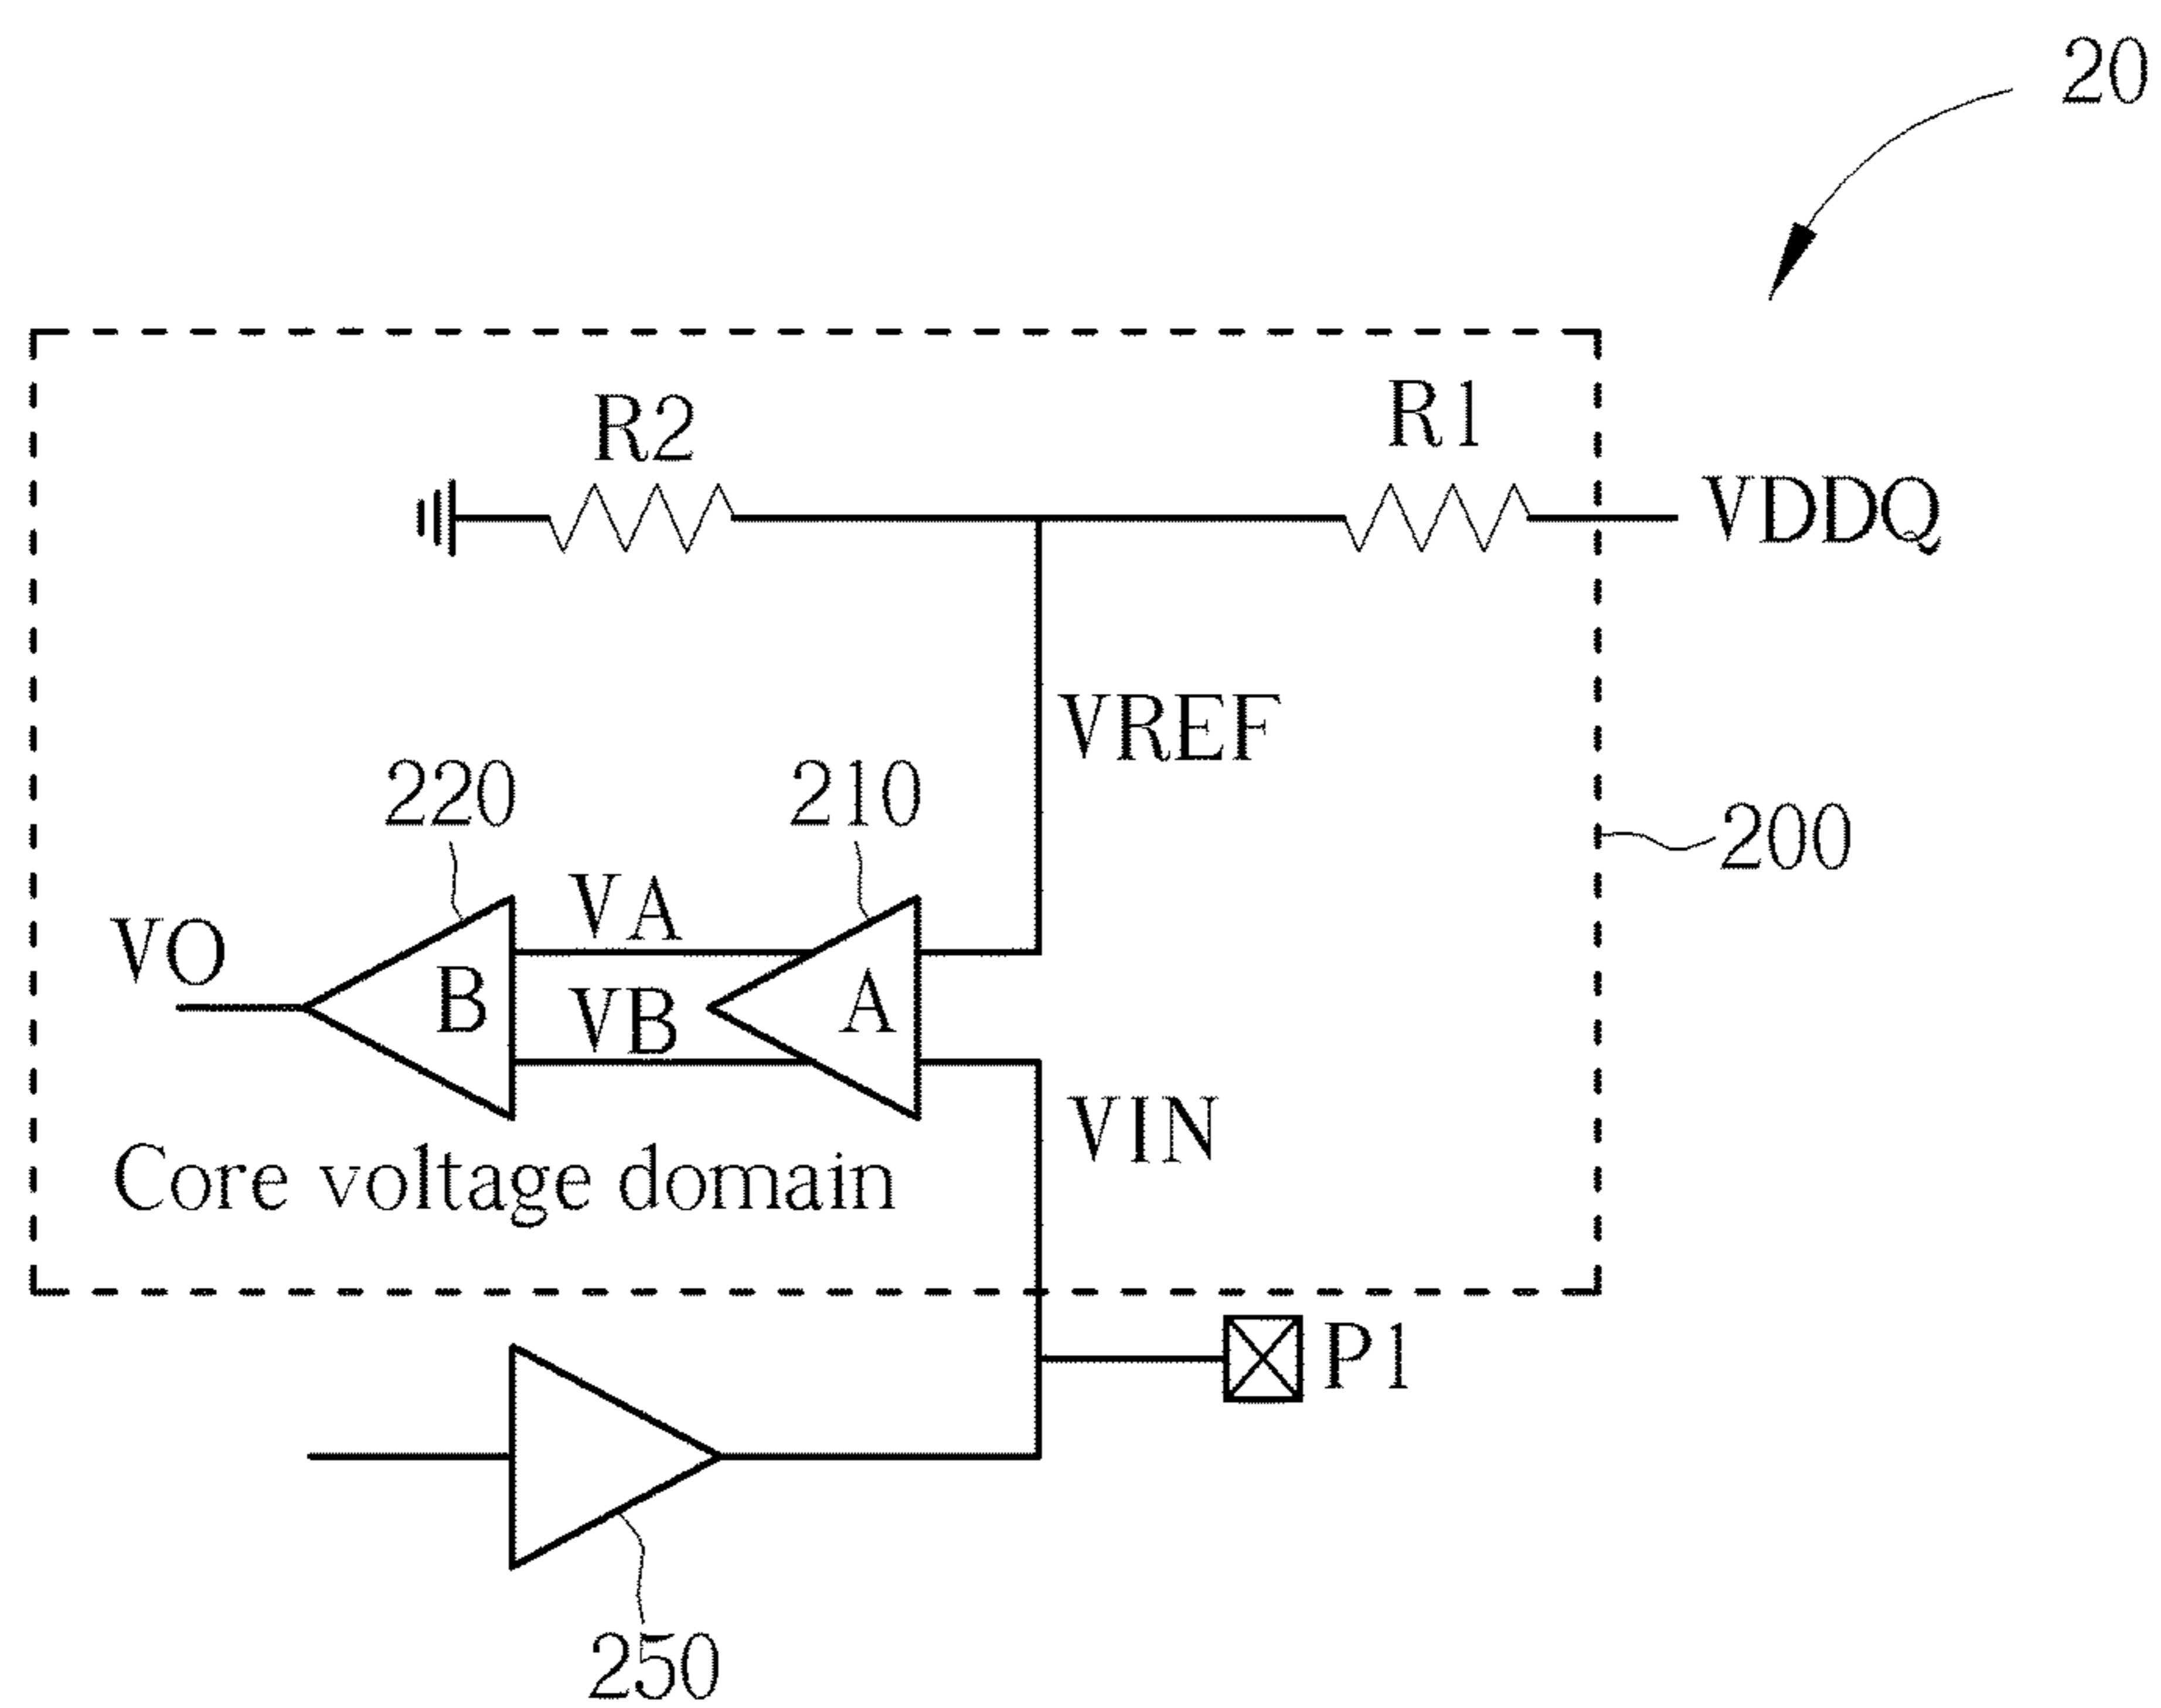 20
R2
R1
VDDQ
VREF
220
210
200
VA
VO
B
A
VB
VIN
Core voltage domain
P1
250